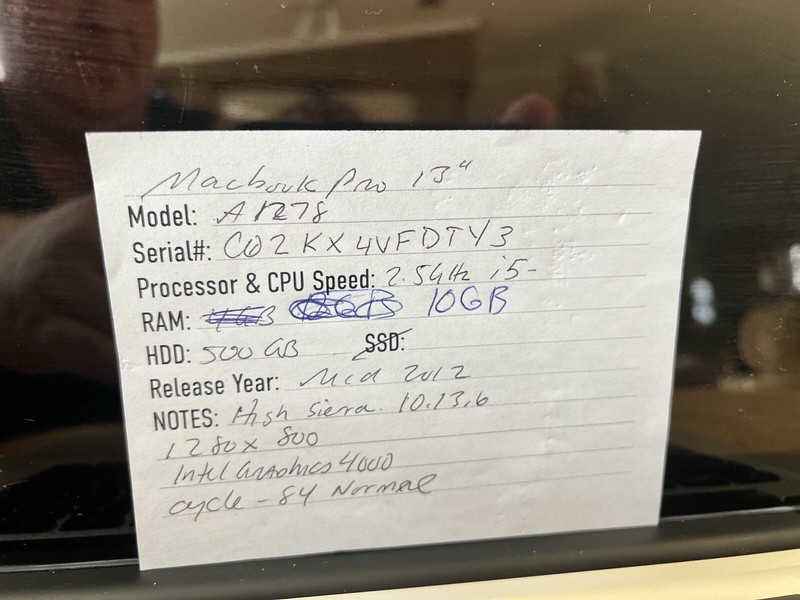 Macbook Pro 13"
Model: A1278
Serial#: C02KX4VFDTY3
Processor & CPU Speed: 2.5GHz i5-
RAM: 10GB
HDD: 500 GB SSD:
Release Year: Mid 2012
NOTES: High Sierra. 10.13.6
1280x 800
Intel Graphics 4000
cycle - 84 Normal